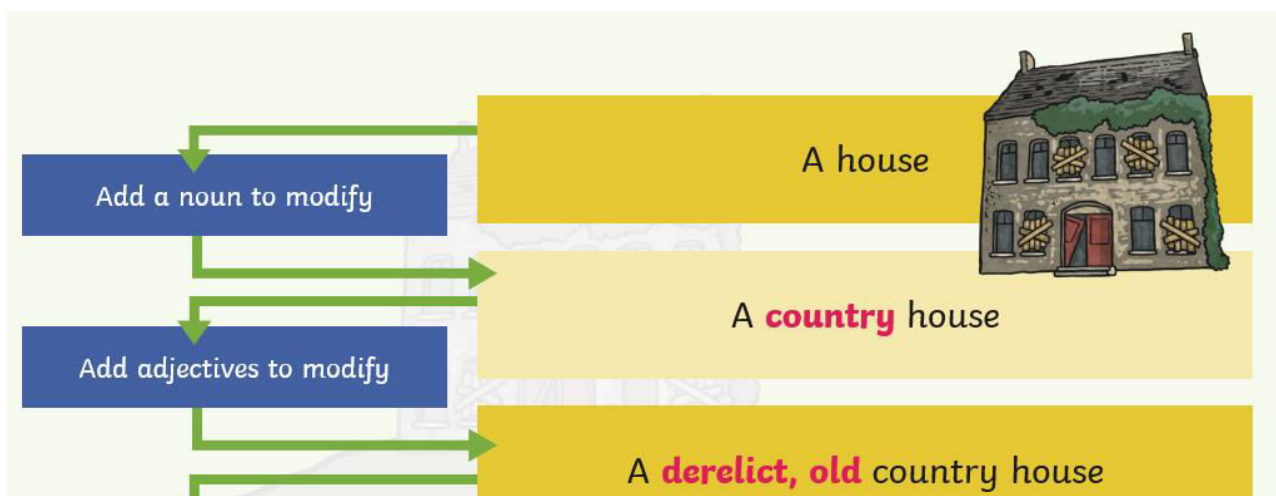 A house
Add a noun to modify
A country house
Add adjectives to modify
A derelict, old country house